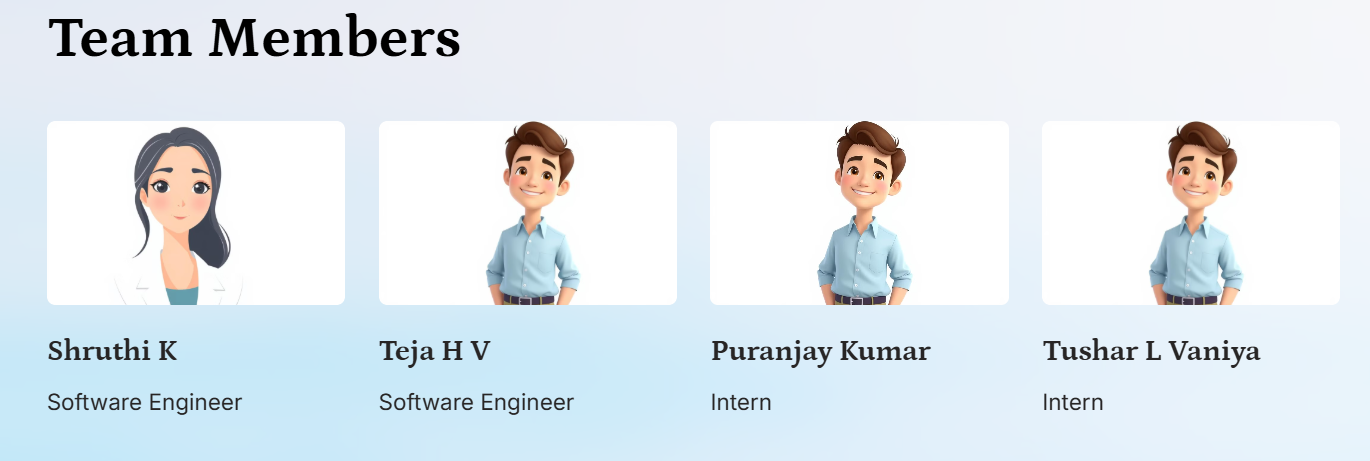 Team Members
Shruthi K
Software Engineer
Teja H V
Software Engineer
Puranjay Kumar
Intern
Tushar L Vaniya
Intern